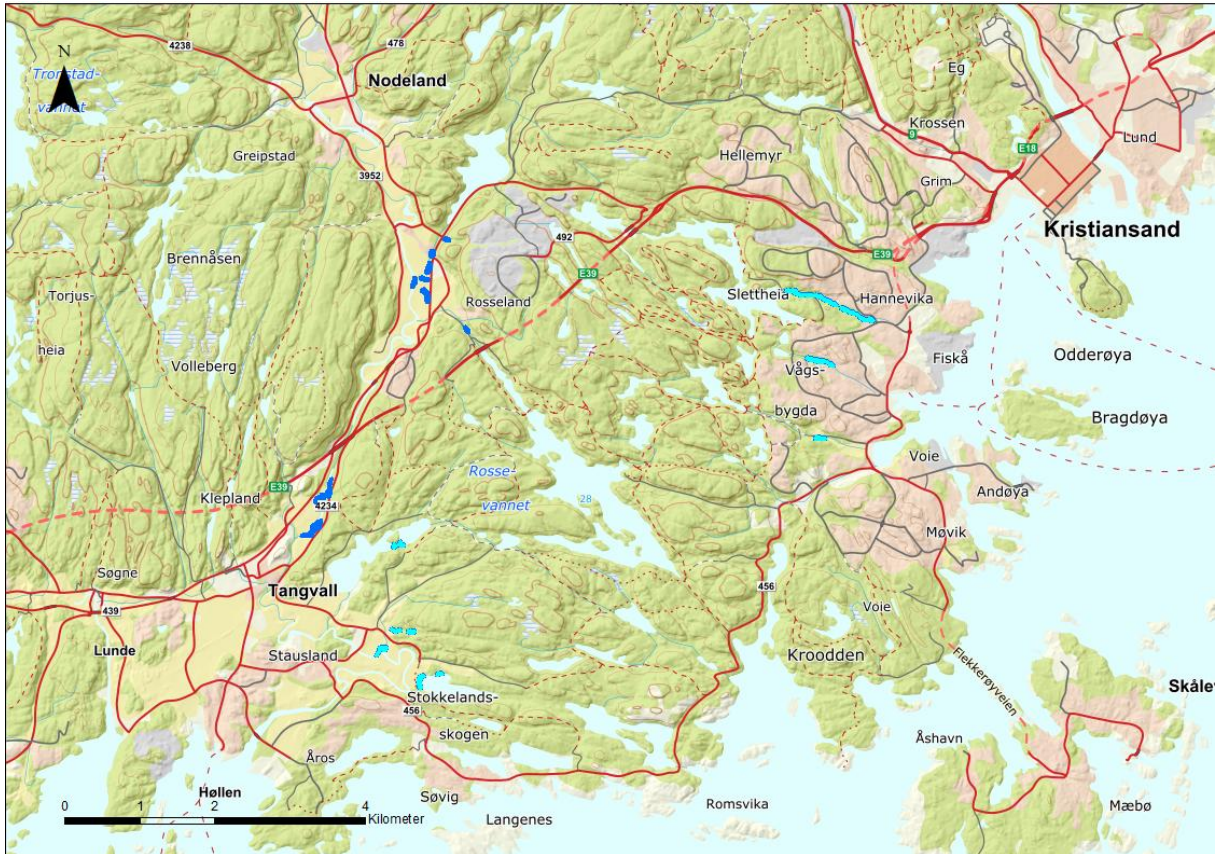 4238
478
N
Nodeland
Tronstad-
vannet
Eg
Krossen
9
Lund
E18
Greipstad
Hellemyr
Grim
3952
Kristiansand
492
E39
E39
Brennåsen
Slettheia
Hannevika
Torjus-
heia
Rosseland
Volleberg
Fiskå
Odderøya
Vågs-
bygda
Bragdøya
Voie
Rosse-
vannet
28
Klepland
E39
4234
Andøya
Møvik
Søgne
Tangvall
439
456
Voie
Lunde
Stausland
Kroodden
Flekkerøyveien
Skålev
Stokkelands-
skogen
456
Åros
Åshavn
Høllen
Søvig
Romsvika
Mæbø
Langenes
0 1 2 4
Kilometer